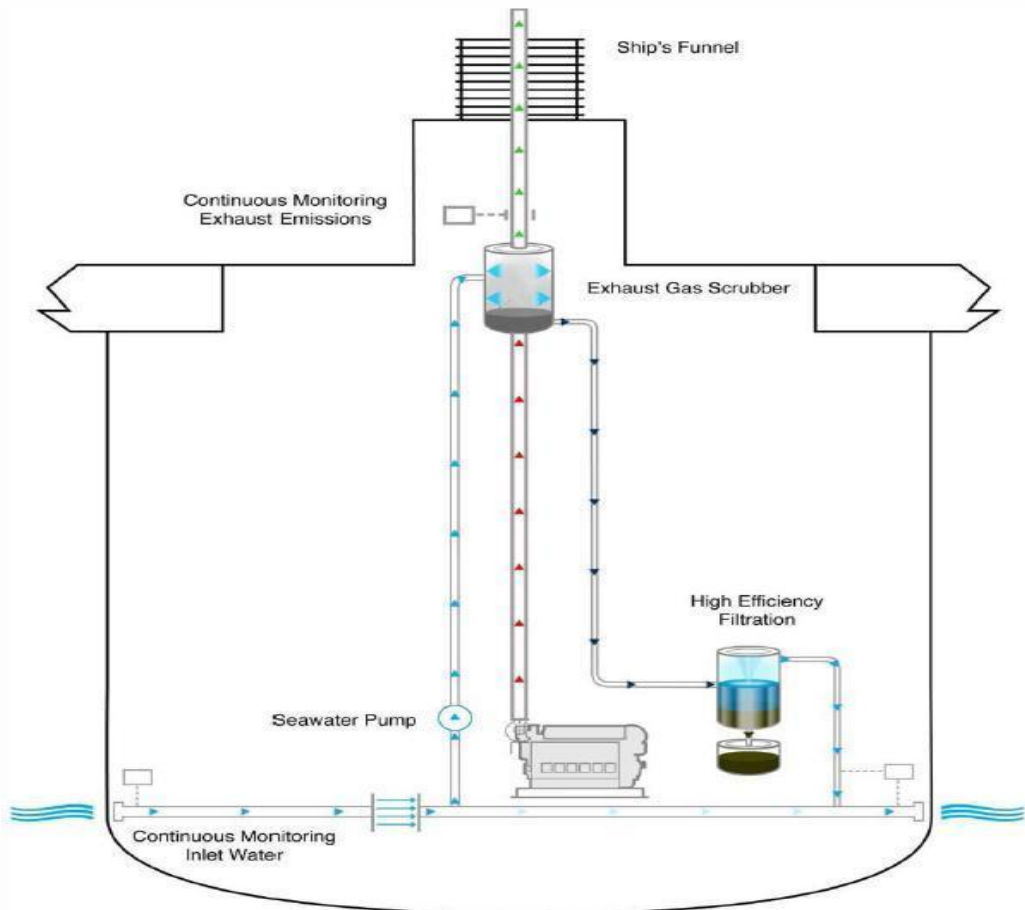 Ship's Funnel
Continuous Monitoring
Exhaust Emissions
Exhaust Gas Scrubber
High Efficiency
Filtration
Seawater Pump
Continuous Monitoring
Inlet Water